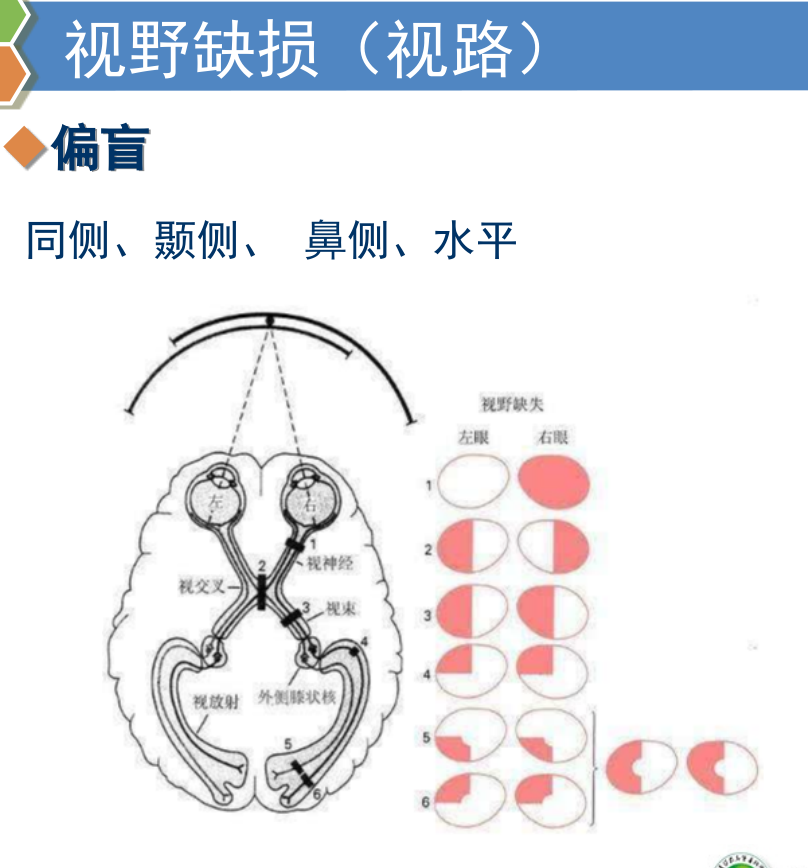 视野缺损（视路）
偏盲
同侧、颞侧、 鼻侧、水平
视野缺失
左眼 右眼
左 右
1
2
3
4
5
6
1
视神经
2
视交叉
3
视束
4
视放射
外侧膝状核
5
6